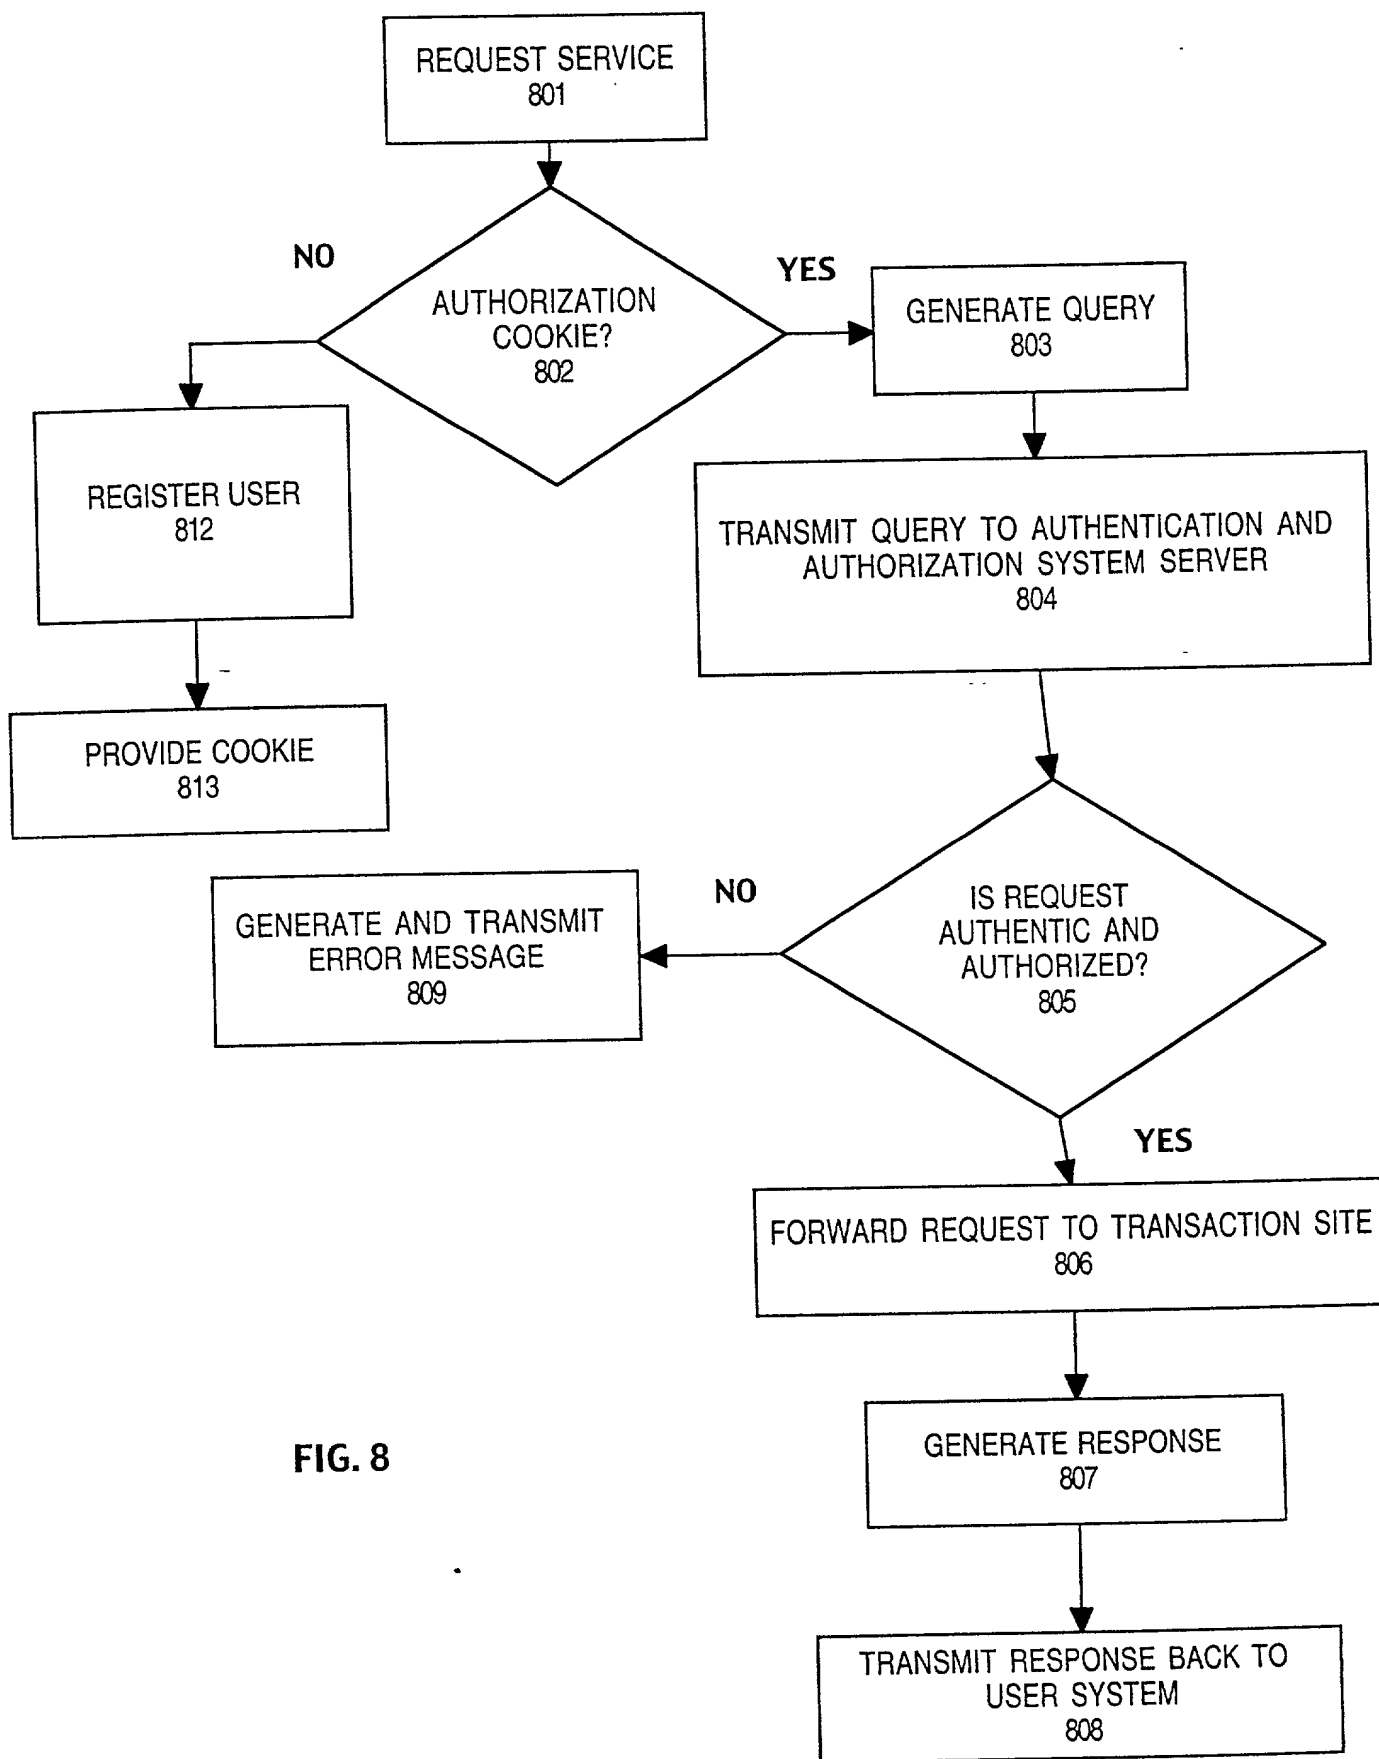 REQUEST SERVICE
801
NO
YES
AUTHORIZATION
COOKIE?
802
GENERATE QUERY
803
REGISTER USER
812
TRANSMIT QUERY TO AUTHENTICATION AND
AUTHORIZATION SYSTEM SERVER
804
PROVIDE COOKIE
813
NO
IS REQUEST
AUTHENTIC AND
AUTHORIZED?
805
GENERATE AND TRANSMIT
ERROR MESSAGE
809
YES
FORWARD REQUEST TO TRANSACTION SITE
806
GENERATE RESPONSE
807
FIG. 8
TRANSMIT RESPONSE BACK TO
USER SYSTEM
808